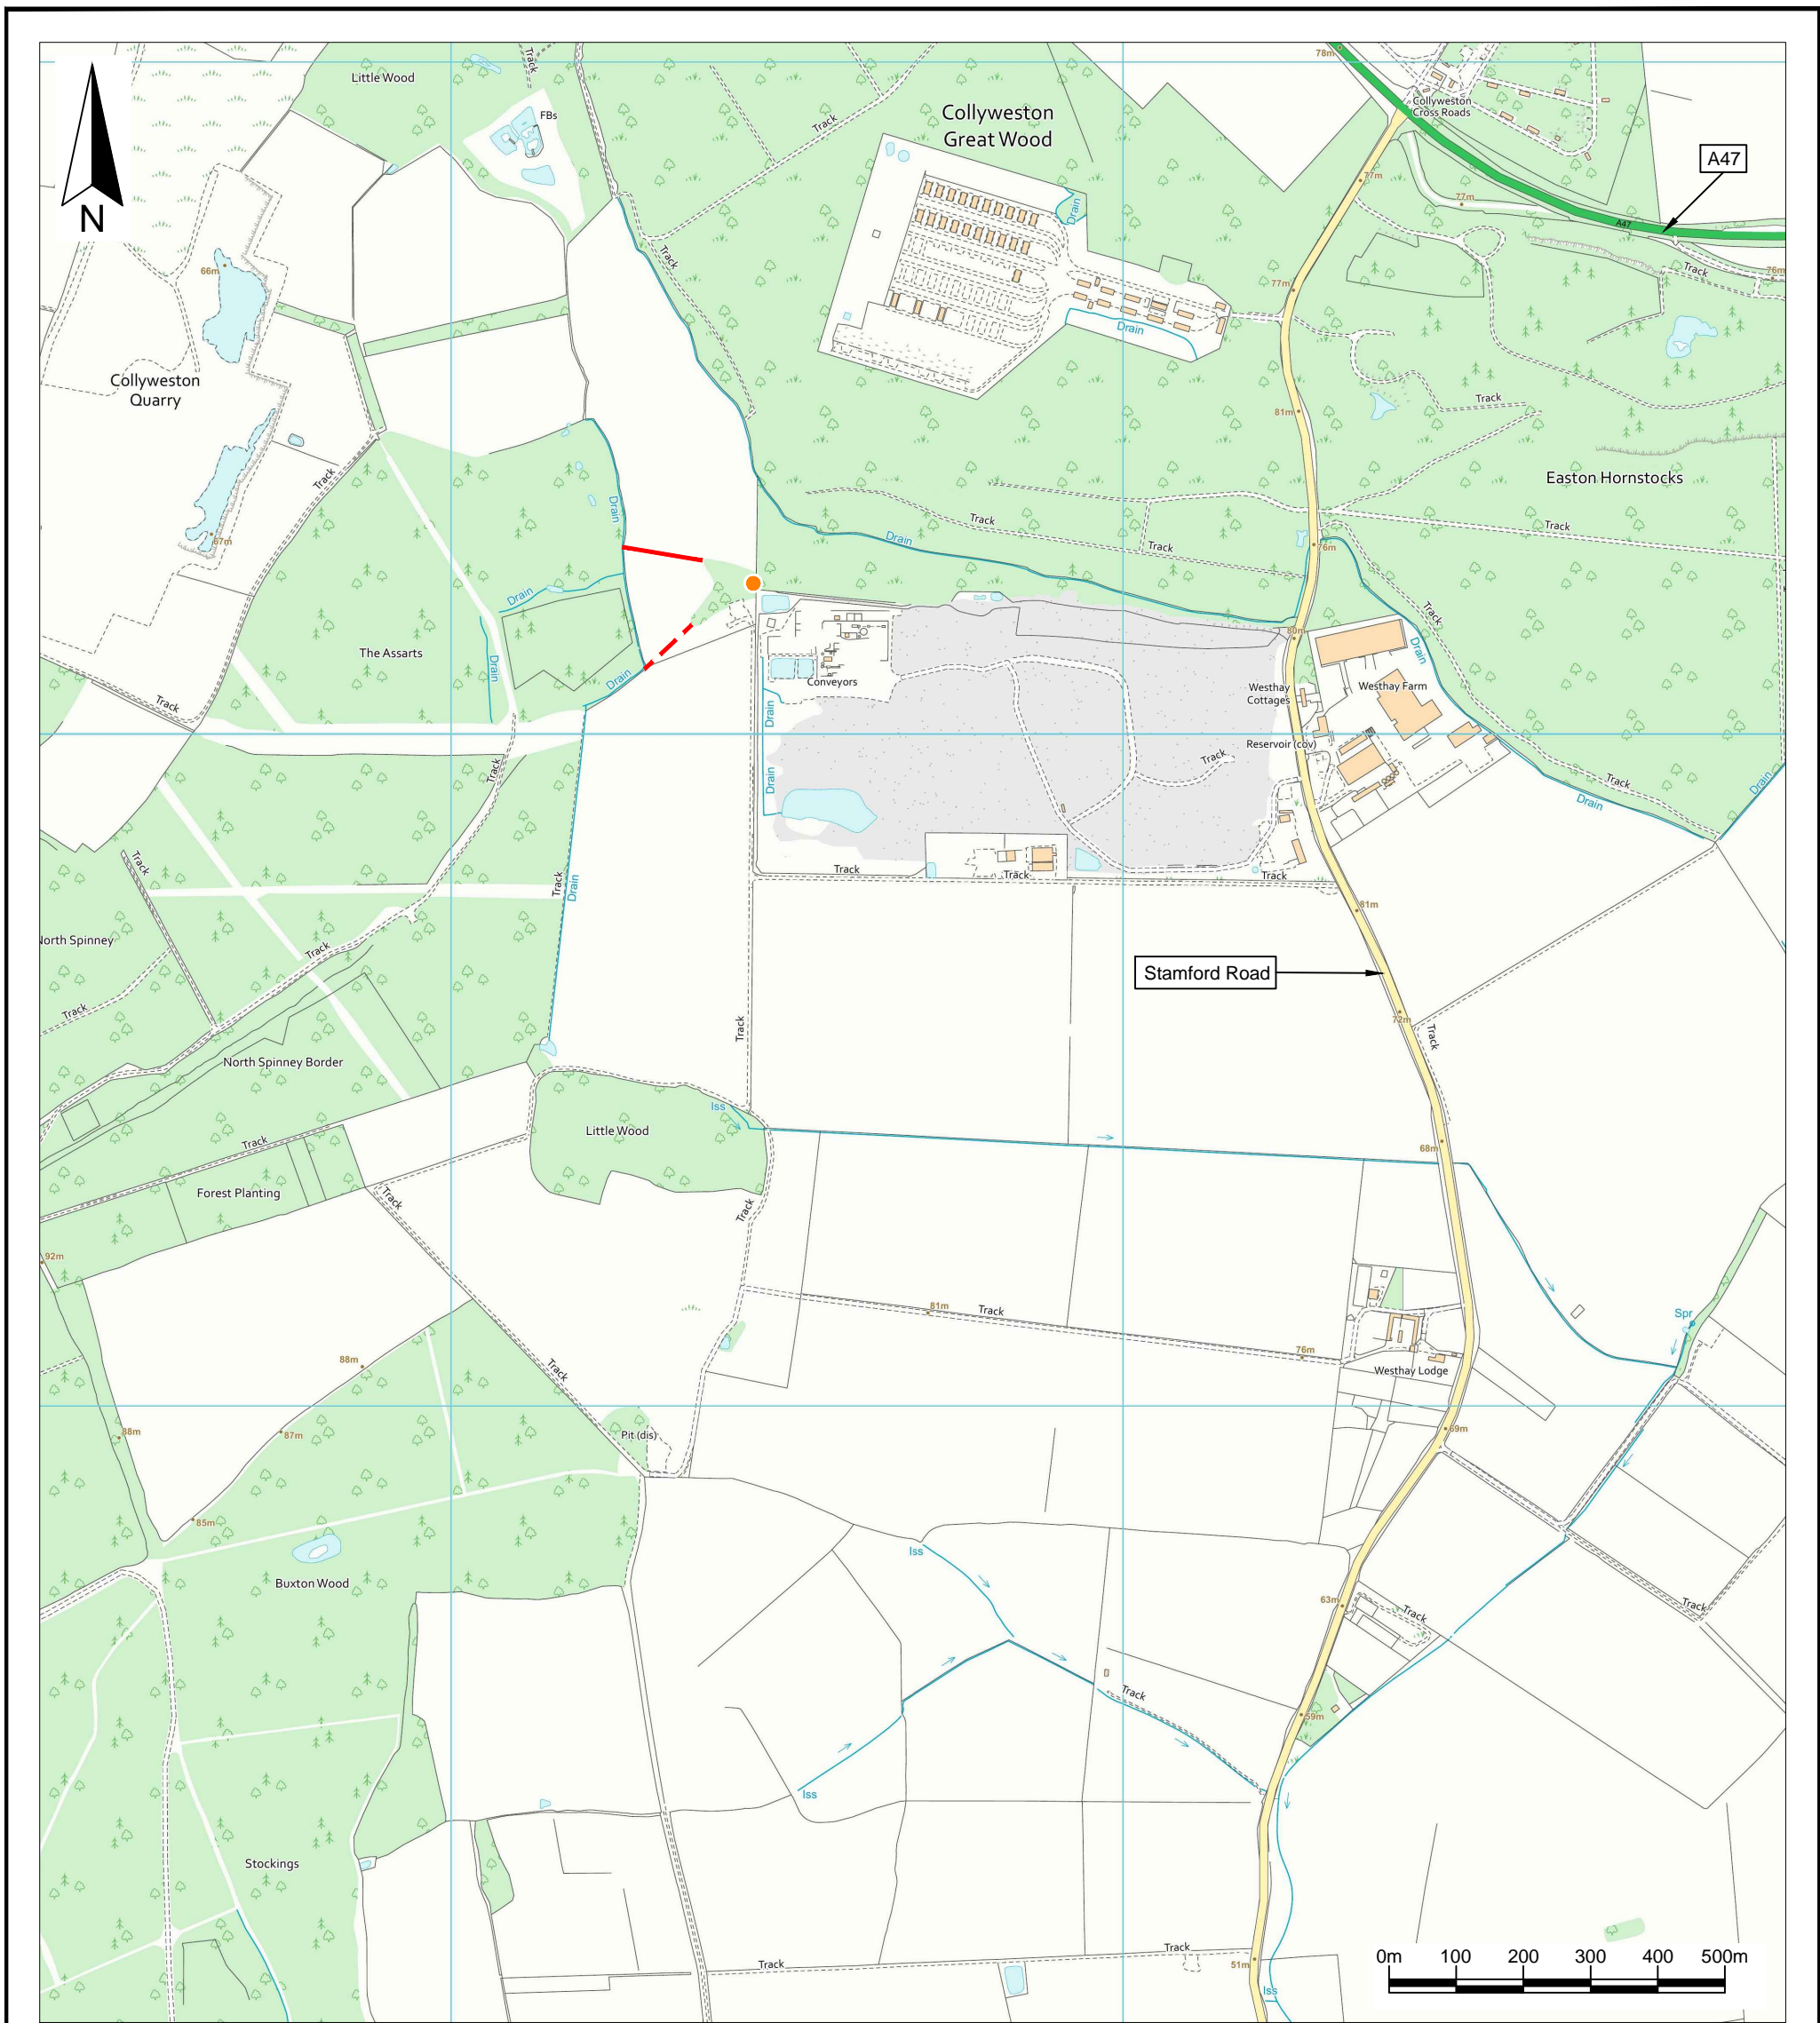 78m
Little Wood
Track
FBs
Collyweston
Great Wood
Collyweston
Cross Roads
A47
Track
N
77m
77m
Drain
A47
Track
66m
Track
76m
77m
Drain
Collyweston
Quarry
Track
81m
Track
Easton Hornstocks
Drain
67m
Track
Track
Drain
Track
76m
Drain
Track
80m
The Assarts
Drain
Drain
Conveyors
Westhay
Cottages
Westhay Farm
Drain
Track
Drain
Reservoir (cov)
Track
Track
Drain
Track
Drain
Drain
Track
Track
Drain
Track
Track
Track
81m
North Spinney
Track
Stamford Road
Track
72m
Track
Track
North Spinney Border
Iss
Little Wood
Track
68m
Forest Planting
Track
Track
92m
81m
Track
Spr
88m
Track
76m
Westhay Lodge
88m
87m
Pit (dis)
69m
85m
Iss
Buxton Wood
63m
Track
Track
Track
59m
Iss
Stockings
Track
Track
51m
Iss
0m 100 200 300 400 500m